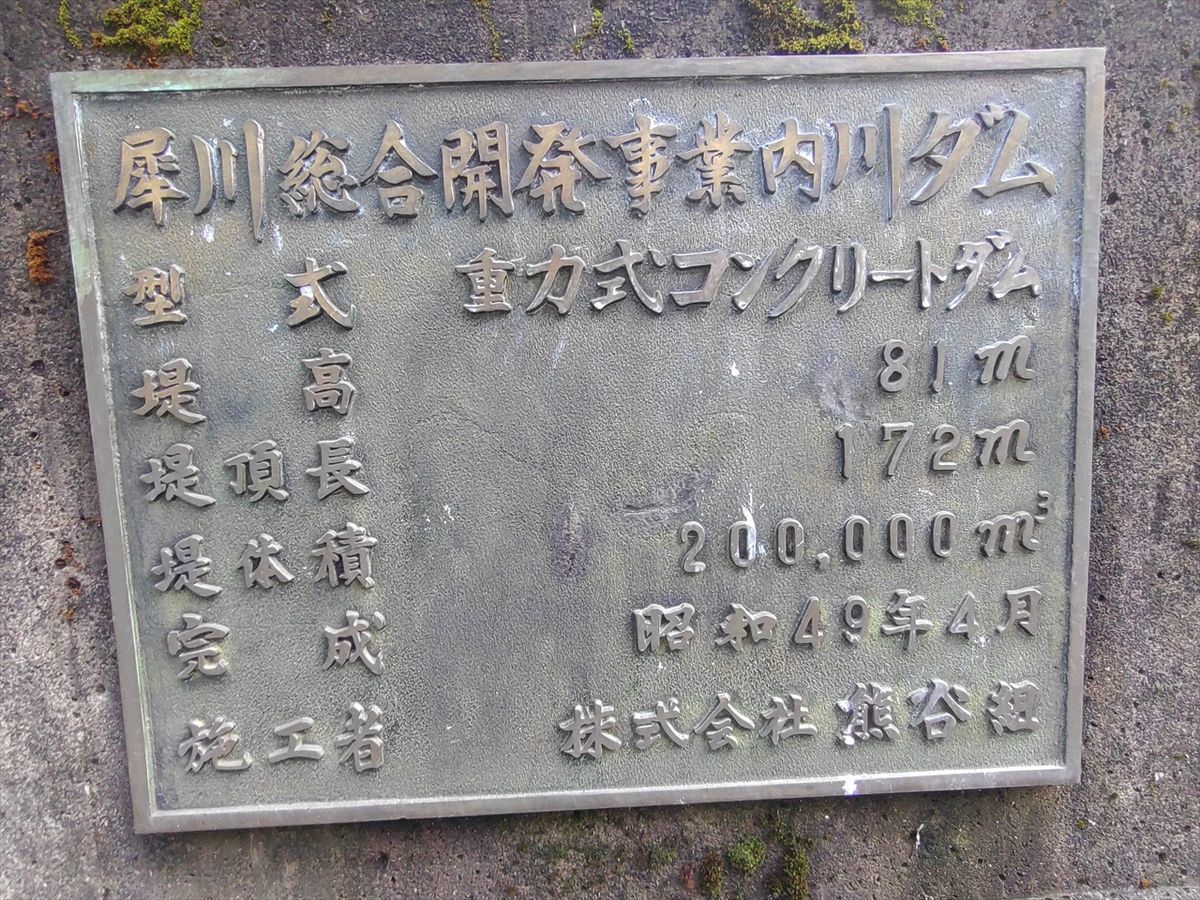 犀川総合開発事業内川ダム
型式 重力式コンクリートダム
堤高 81m
堤頂長 172m
堤体積 200,000m³
完成 昭和49年4月
施工者 株式会社熊谷組